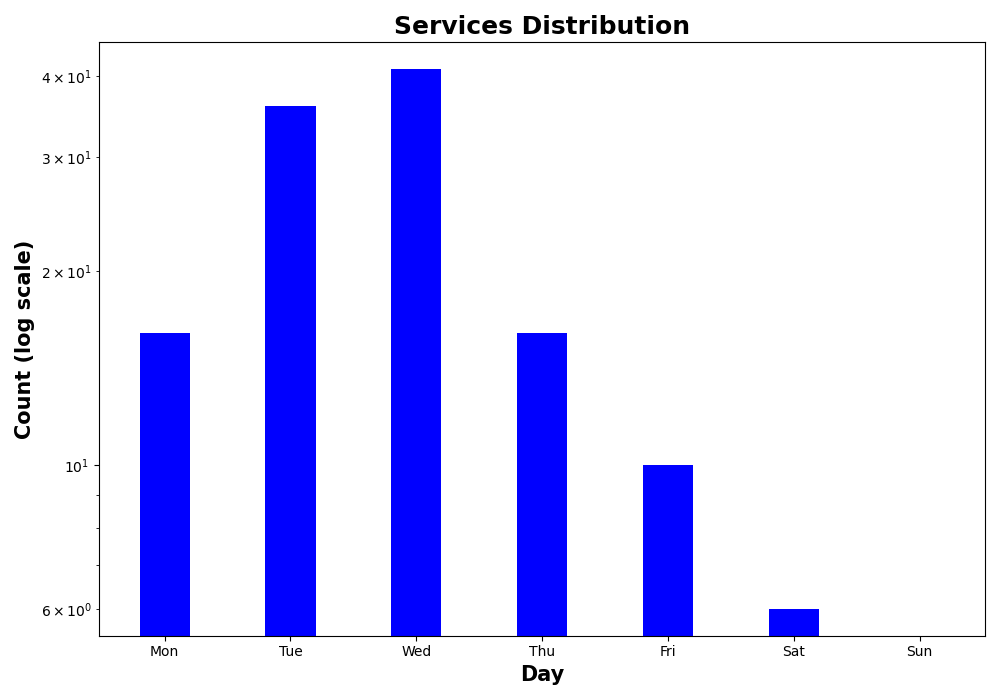 Services Distribution
Count (log scale)
4 × 10¹
3 × 10¹
2 × 10¹
10¹
6 × 10⁰
Mon Tue Wed Thu Fri Sat Sun
Day